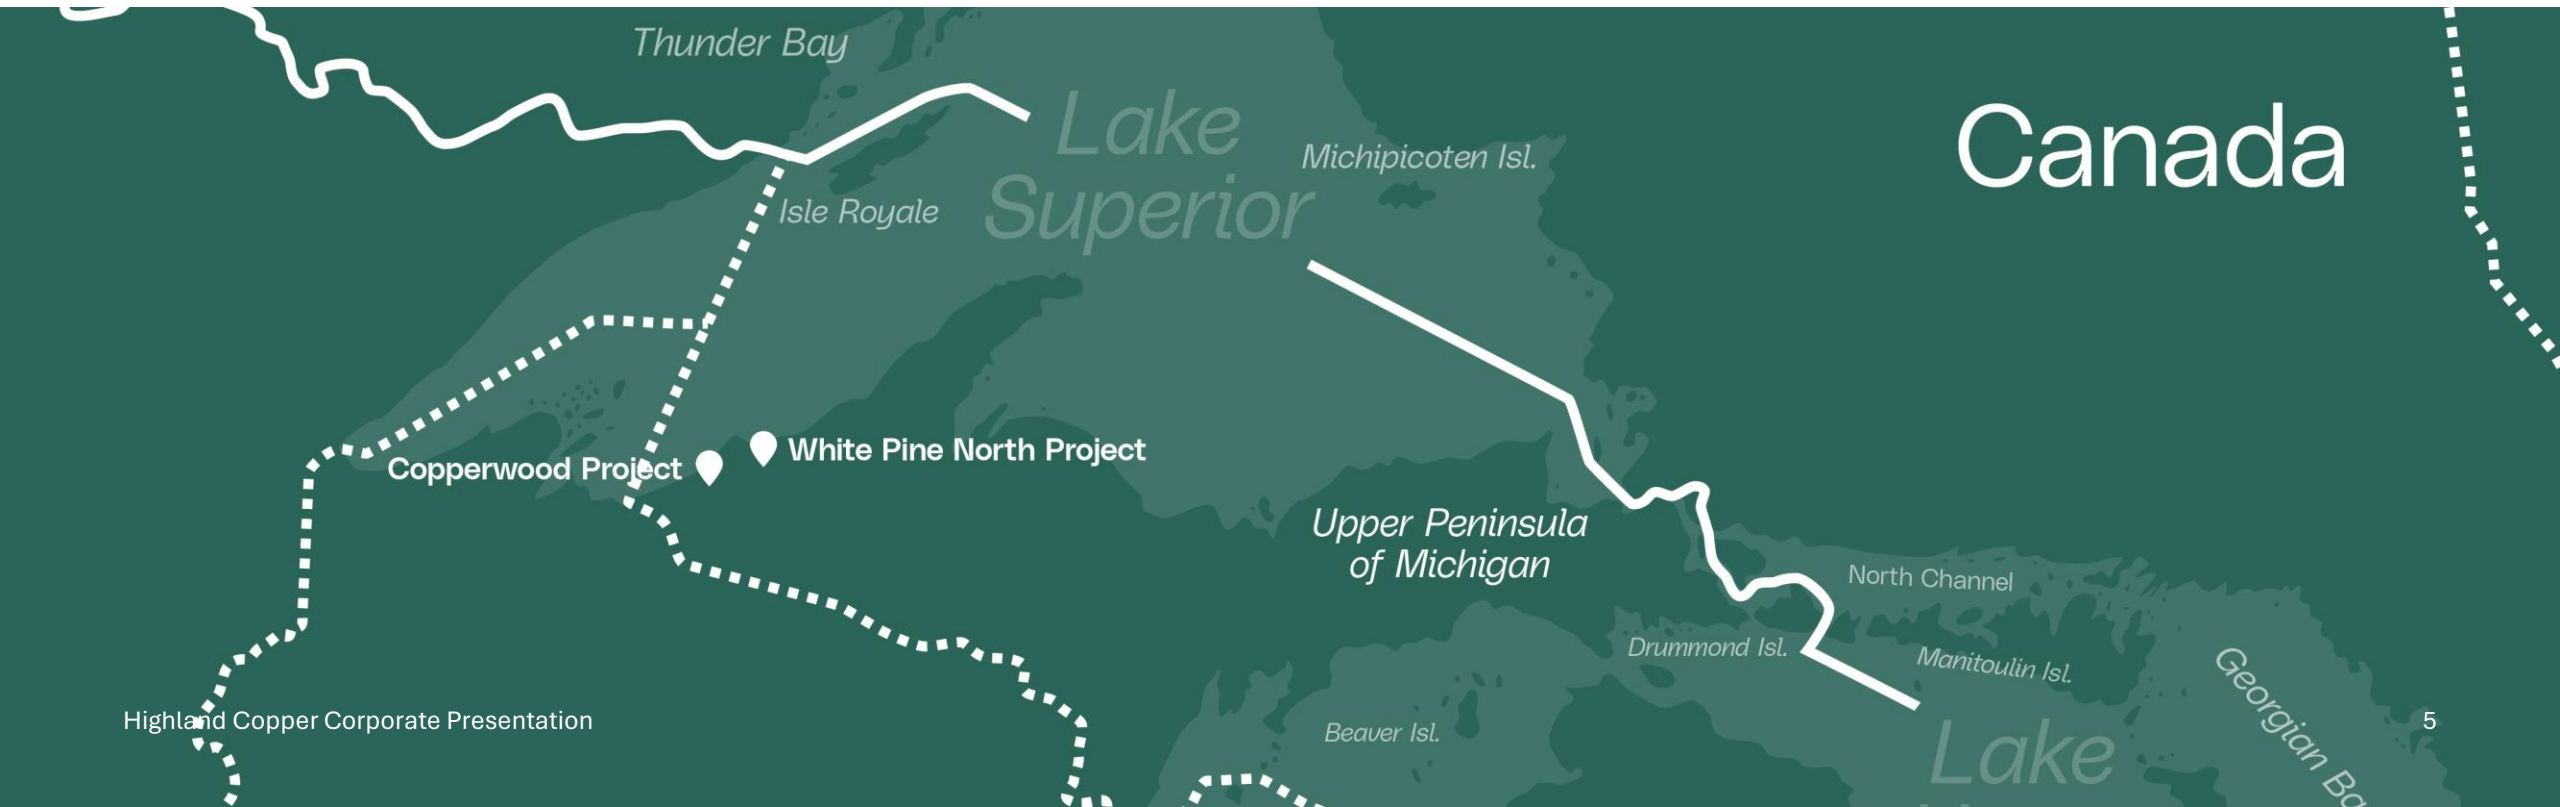 Thunder Bay
Lake
Superior
Canada
Michipicoten Isl.
Isle Royale
White Pine North Project
Copperwood Project
Upper Peninsula
of Michigan
North Channel
Drummond Isl.
Manitoulin Isl.
Georgian
Highland Copper Corporate Presentation
Beaver Isl.
Lake
5